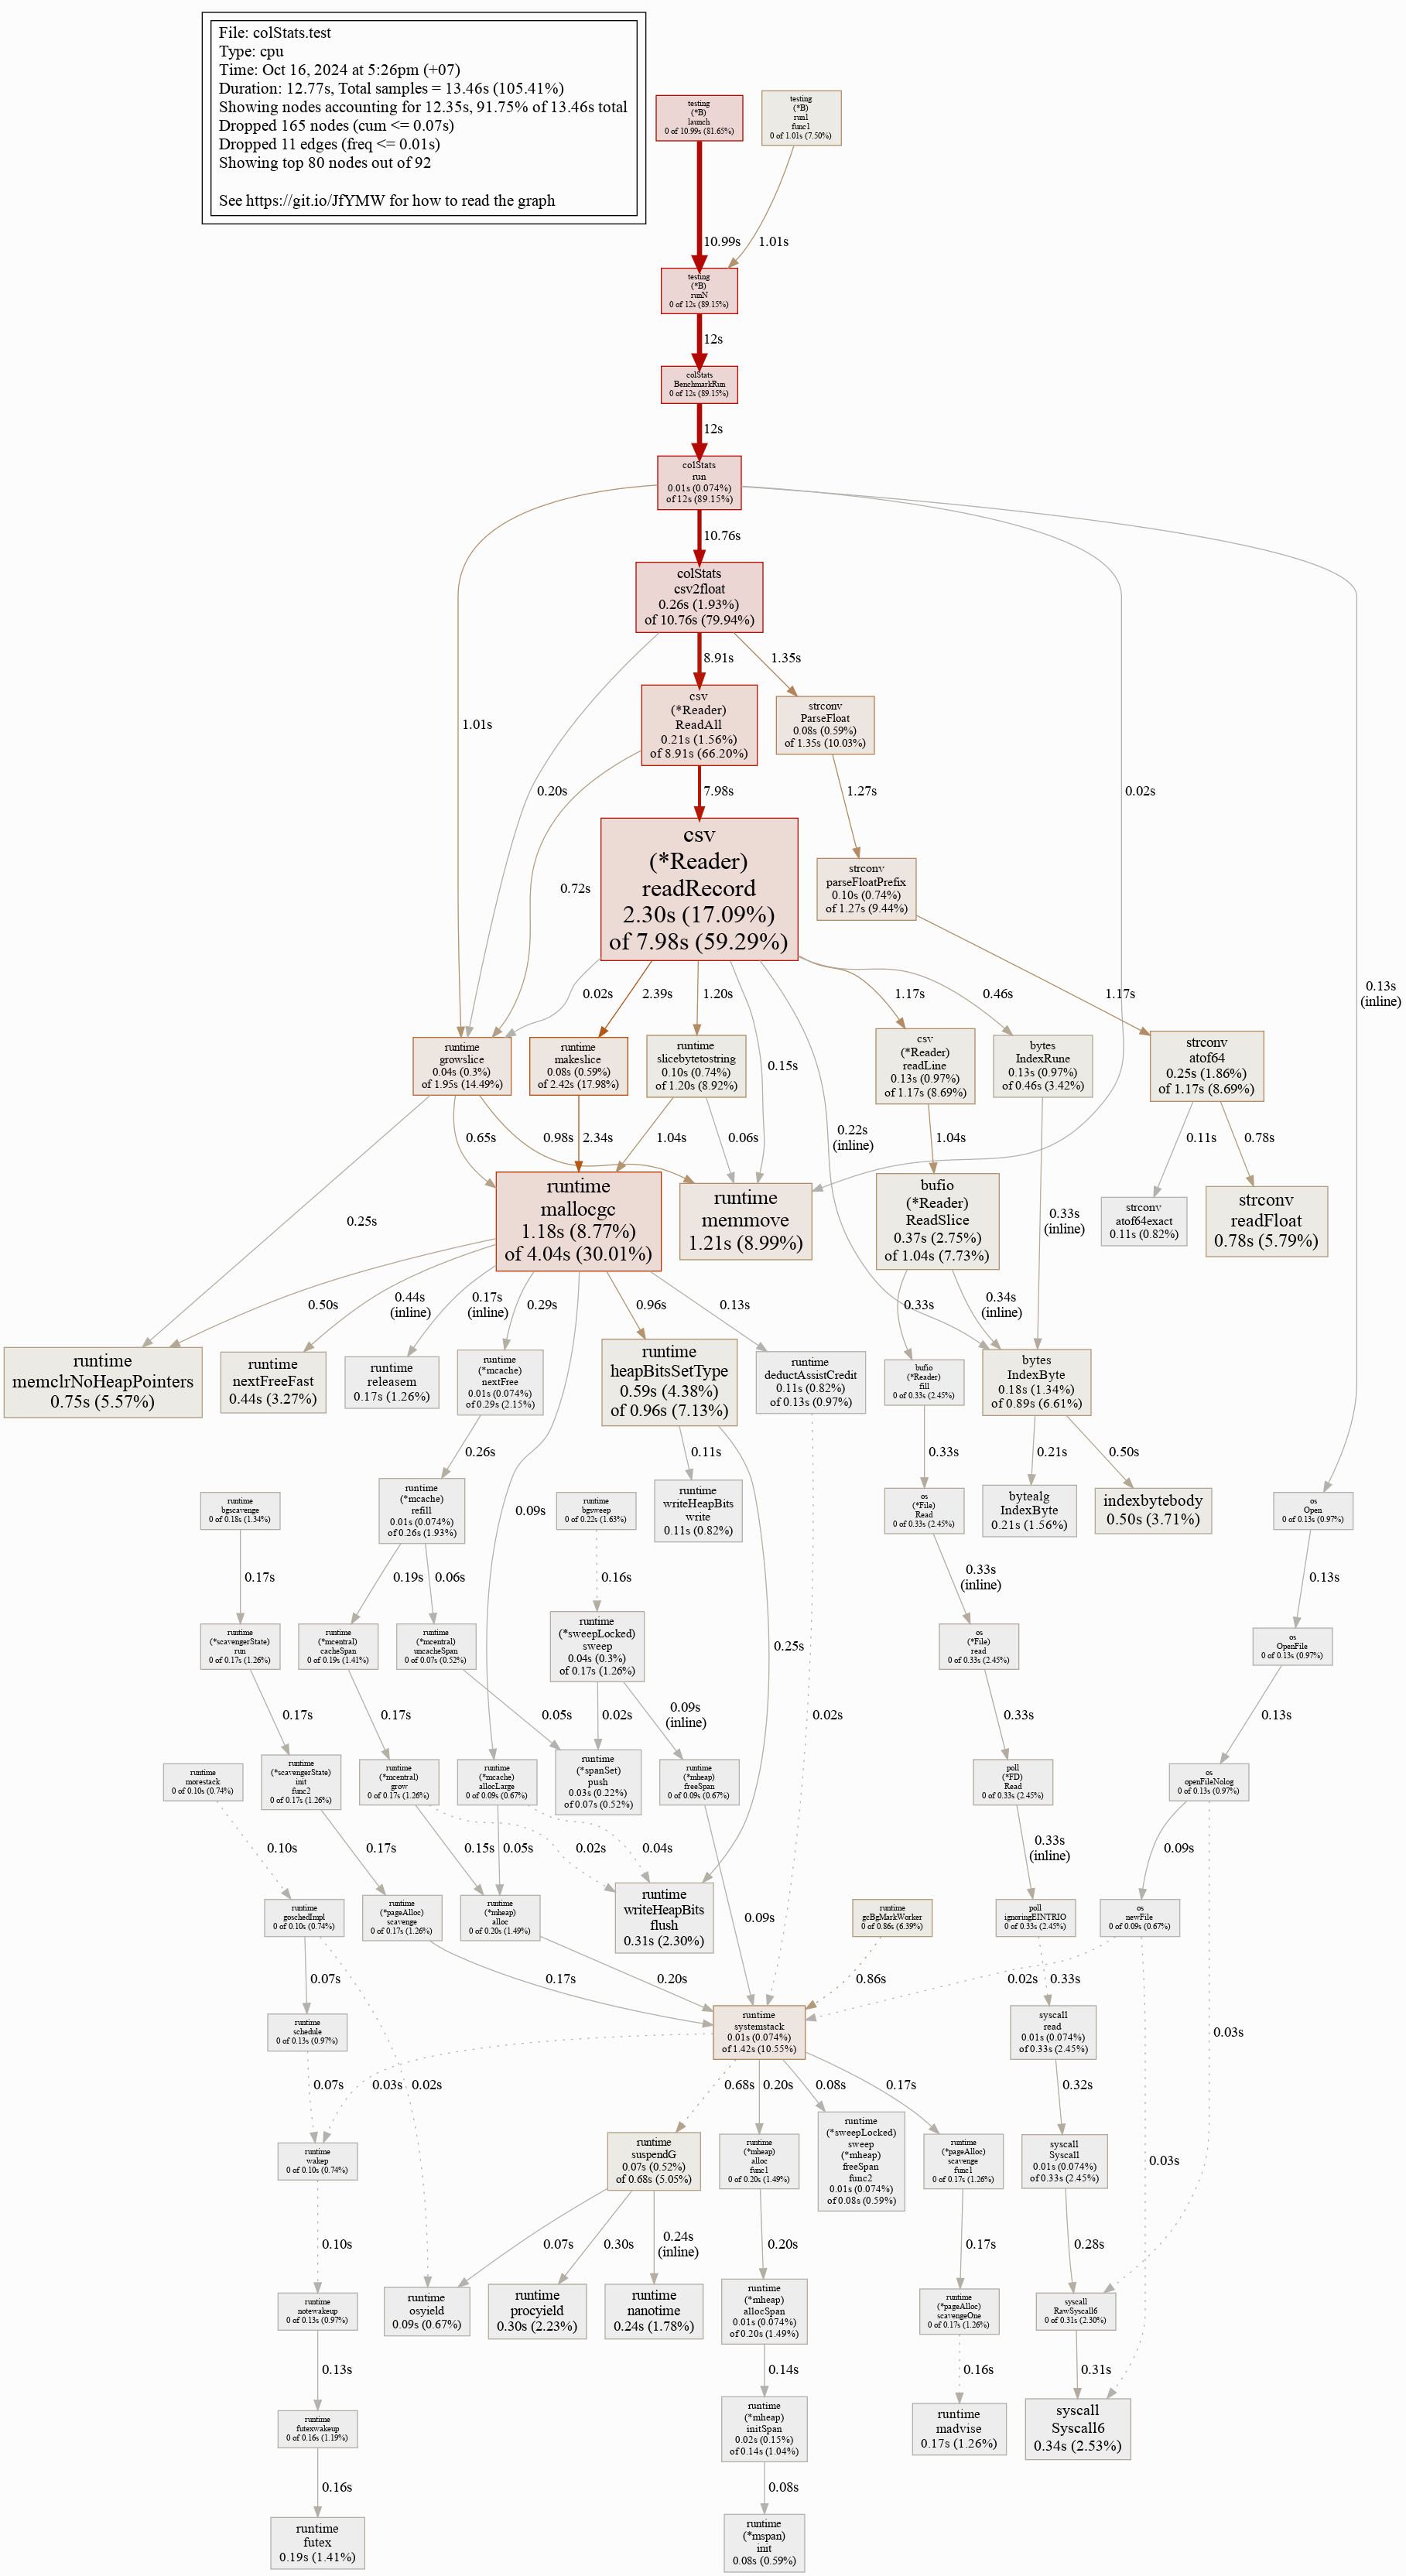 File: colStats.test
Type: cpu
Time: Oct 16, 2024 at 5:26pm (+07)
Duration: 12.77s, Total samples = 13.46s (105.41%)
Showing nodes accounting for 12.35s, 91.75% of 13.46s total
Dropped 165 nodes (cum <= 0.07s)
Dropped 11 edges (freq <= 0.01s)
Showing top 80 nodes out of 92
See https://git.io/JfYMW for how to read the graph
testing
(*B)
launch
0 of 10.99s (81.65%)
testing
(*B)
run1
func1
0 of 1.01s (7.50%)
10.99s
1.01s
testing
(*B)
runN
0 of 12s (89.15%)
12s
colStats
BenchmarkRun
0 of 12s (89.15%)
12s
colStats
run
0.01s (0.074%)
of 12s (89.15%)
10.76s
colStats
csv2float
0.26s (1.93%)
of 10.76s (79.94%)
8.91s
1.35s
1.01s
csv
(*Reader)
ReadAll
0.21s (1.56%)
of 8.91s (66.20%)
strconv
ParseFloat
0.08s (0.59%)
of 1.35s (10.03%)
0.20s
7.98s
1.27s
0.02s
csv
(*Reader)
readRecord
2.30s (17.09%)
of 7.98s (59.29%)
0.72s
strconv
parseFloatPrefix
0.10s (0.74%)
of 1.27s (9.44%)
0.02s
2.39s
1.20s
1.17s
0.46s
1.17s
0.13s
(inline)
runtime
growslice
0.04s (0.3%)
of 1.95s (14.49%)
runtime
makeslice
0.08s (0.59%)
of 2.42s (17.98%)
runtime
slicebytetostring
0.10s (0.74%)
of 1.20s (8.92%)
0.15s
csv
(*Reader)
readLine
0.13s (0.97%)
of 1.17s (8.69%)
bytes
IndexRune
0.13s (0.97%)
of 0.46s (3.42%)
strconv
atof64
0.25s (1.86%)
of 1.17s (8.69%)
0.65s
0.98s
2.34s
1.04s
0.06s
0.22s
(inline)
1.04s
0.11s
0.78s
0.25s
runtime
mallocgc
1.18s (8.77%)
of 4.04s (30.01%)
runtime
memmove
1.21s (8.99%)
bufio
(*Reader)
ReadSlice
0.37s (2.75%)
of 1.04s (7.73%)
0.33s
(inline)
strconv
atof64exact
0.11s (0.82%)
strconv
readFloat
0.78s (5.79%)
0.50s
0.44s
(inline)
0.17s
(inline)
0.29s
0.96s
0.13s
0.33s
0.34s
(inline)
runtime
memclrNoHeapPointers
0.75s (5.57%)
runtime
nextFreeFast
0.44s (3.27%)
runtime
releasem
0.17s (1.26%)
runtime
(*mcache)
nextFree
0.01s (0.074%)
of 0.29s (2.15%)
runtime
heapBitsSetType
0.59s (4.38%)
of 0.96s (7.13%)
runtime
deductAssistCredit
0.11s (0.82%)
of 0.13s (0.97%)
bufio
(*Reader)
fill
0 of 0.33s (2.45%)
bytes
IndexByte
0.18s (1.34%)
of 0.89s (6.61%)
0.26s
0.11s
0.33s
0.21s
0.50s
runtime
bgscavenge
0 of 0.18s (1.34%)
runtime
(*mcache)
refill
0.01s (0.074%)
of 0.26s (1.93%)
0.09s
runtime
bgsweep
0 of 0.22s (1.63%)
runtime
writeHeapBits
write
0.11s (0.82%)
os
(*File)
Read
0 of 0.33s (2.45%)
bytealg
IndexByte
0.21s (1.56%)
indexbytebody
0.50s (3.71%)
os
Open
0 of 0.13s (0.97%)
0.17s
0.19s
0.06s
0.16s
0.33s
(inline)
0.13s
runtime
(*scavengerState)
run
0 of 0.17s (1.26%)
runtime
(*mcentral)
cacheSpan
0 of 0.19s (1.41%)
runtime
(*mcentral)
uncacheSpan
0 of 0.07s (0.52%)
runtime
(*sweepLocked)
sweep
0.04s (0.3%)
of 0.17s (1.26%)
0.25s
os
(*File)
read
0 of 0.33s (2.45%)
os
OpenFile
0 of 0.13s (0.97%)
0.17s
0.17s
0.05s
0.02s
0.09s
(inline)
0.02s
0.33s
0.13s
runtime
morestack
0 of 0.10s (0.74%)
runtime
(*scavengerState)
init
func2
0 of 0.17s (1.26%)
runtime
(*mcentral)
grow
0 of 0.17s (1.26%)
runtime
(*mcache)
allocLarge
0 of 0.09s (0.67%)
runtime
(*spanSet)
push
0.03s (0.22%)
of 0.07s (0.52%)
runtime
(*mheap)
freeSpan
0 of 0.09s (0.67%)
poll
(*FD)
Read
0 of 0.33s (2.45%)
os
openFileNolog
0 of 0.13s (0.97%)
0.10s
0.17s
0.15s
0.05s
0.02s
0.04s
0.33s
(inline)
0.09s
runtime
goschedImpl
0 of 0.10s (0.74%)
runtime
(*pageAlloc)
scavenge
0 of 0.17s (1.26%)
runtime
(*mheap)
alloc
0 of 0.20s (1.49%)
runtime
writeHeapBits
flush
0.31s (2.30%)
0.09s
runtime
gcBgMarkWorker
0 of 0.86s (6.39%)
poll
ignoringEINTRIO
0 of 0.33s (2.45%)
os
newFile
0 of 0.09s (0.67%)
0.07s
0.17s
0.20s
0.86s
0.02s
0.33s
runtime
schedule
0 of 0.13s (0.97%)
runtime
systemstack
0.01s (0.074%)
of 1.42s (10.55%)
syscall
read
0.01s (0.074%)
of 0.33s (2.45%)
0.03s
0.07s
0.03s
0.02s
0.68s
0.20s
0.08s
0.17s
0.32s
runtime
wakep
0 of 0.10s (0.74%)
runtime
suspendG
0.07s (0.52%)
of 0.68s (5.05%)
runtime
(*mheap)
alloc
func1
0 of 0.20s (1.49%)
runtime
(*sweepLocked)
sweep
(*mheap)
freeSpan
func2
0.01s (0.074%)
of 0.08s (0.59%)
runtime
(*pageAlloc)
scavenge
func1
0 of 0.17s (1.26%)
syscall
Syscall
0.01s (0.074%)
of 0.33s (2.45%)
0.03s
0.10s
0.07s
0.30s
0.24s
(inline)
0.20s
0.17s
0.28s
runtime
notewakeup
0 of 0.13s (0.97%)
runtime
osyield
0.09s (0.67%)
runtime
procyield
0.30s (2.23%)
runtime
nanotime
0.24s (1.78%)
runtime
(*mheap)
allocSpan
0.01s (0.074%)
of 0.20s (1.49%)
runtime
(*pageAlloc)
scavengeOne
0 of 0.17s (1.26%)
syscall
RawSyscall6
0 of 0.31s (2.30%)
0.13s
0.14s
0.16s
0.31s
runtime
futexwakeup
0 of 0.16s (1.19%)
runtime
(*mheap)
initSpan
0.02s (0.15%)
of 0.14s (1.04%)
runtime
madvise
0.17s (1.26%)
syscall
Syscall6
0.34s (2.53%)
0.16s
0.08s
runtime
futex
0.19s (1.41%)
runtime
(*mspan)
init
0.08s (0.59%)